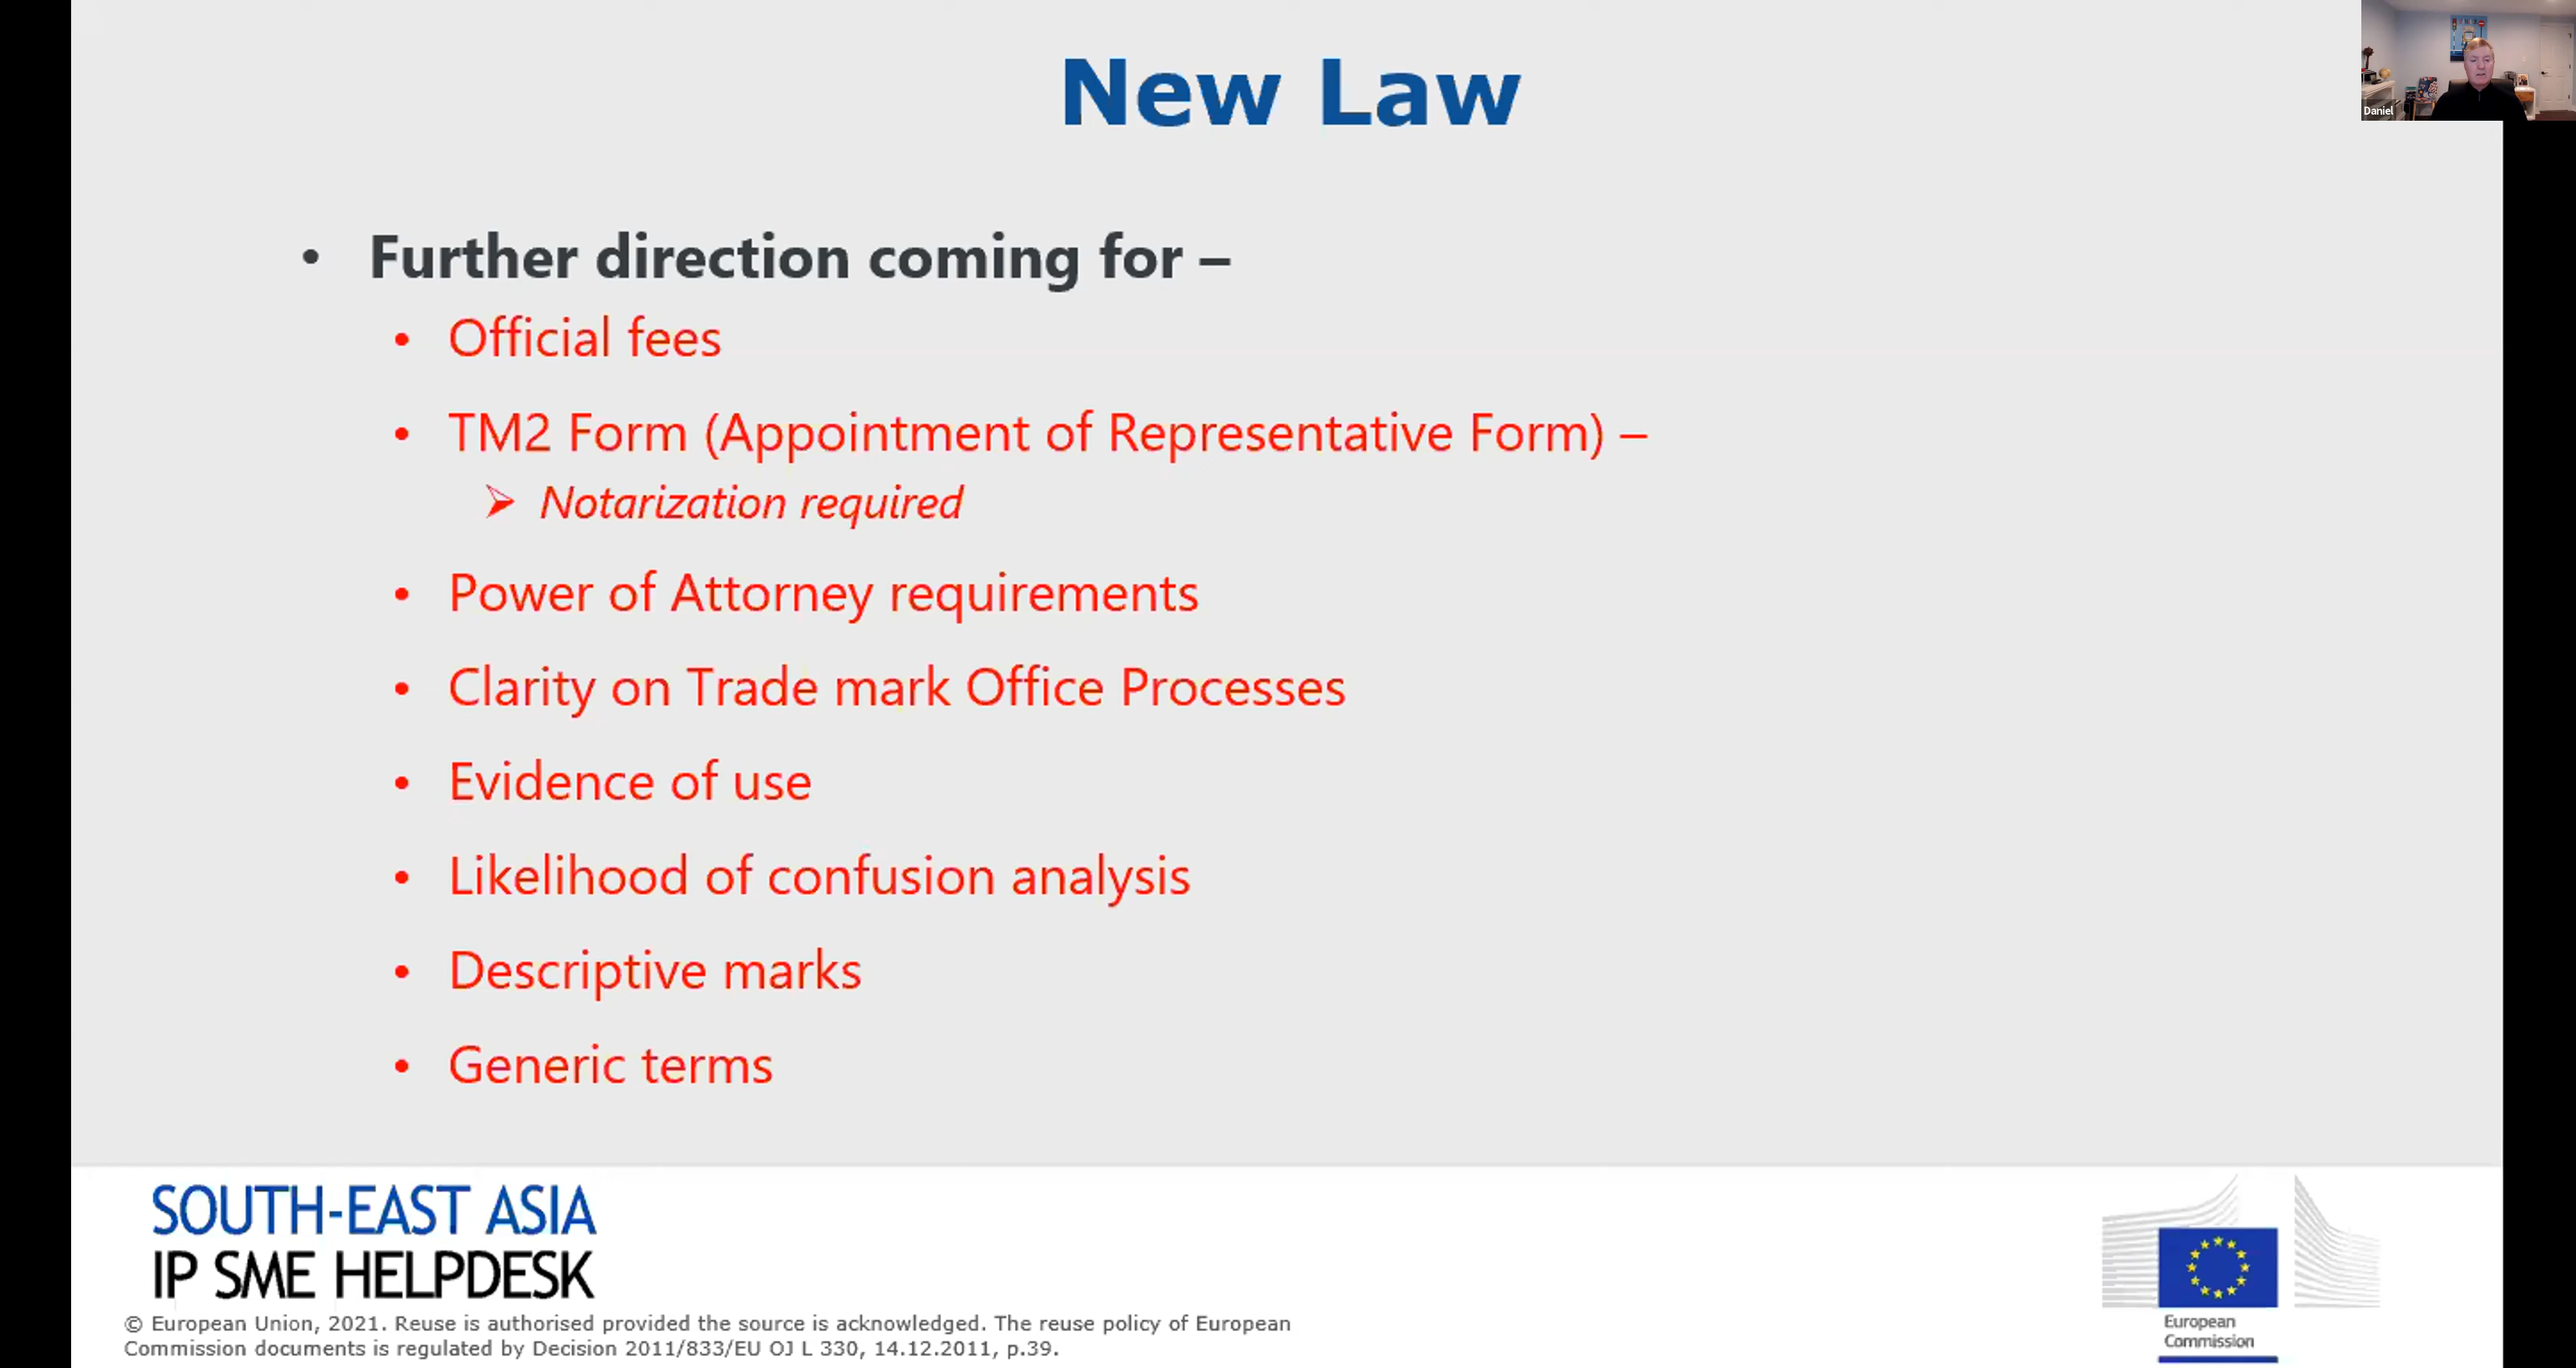 New Law
Daniel
• Further direction coming for –
• Official fees
• TM2 Form (Appointment of Representative Form) –
➢ Notarization required
• Power of Attorney requirements
• Clarity on Trade mark Office Processes
• Evidence of use
• Likelihood of confusion analysis
• Descriptive marks
• Generic terms
SOUTH-EAST ASIA
IP SME HELPDESK
© European Union, 2021. Reuse is authorised provided the source is acknowledged. The reuse policy of European
Commission documents is regulated by Decision 2011/833/EU OJ L 330, 14.12.2011, p.39.
European
Commission